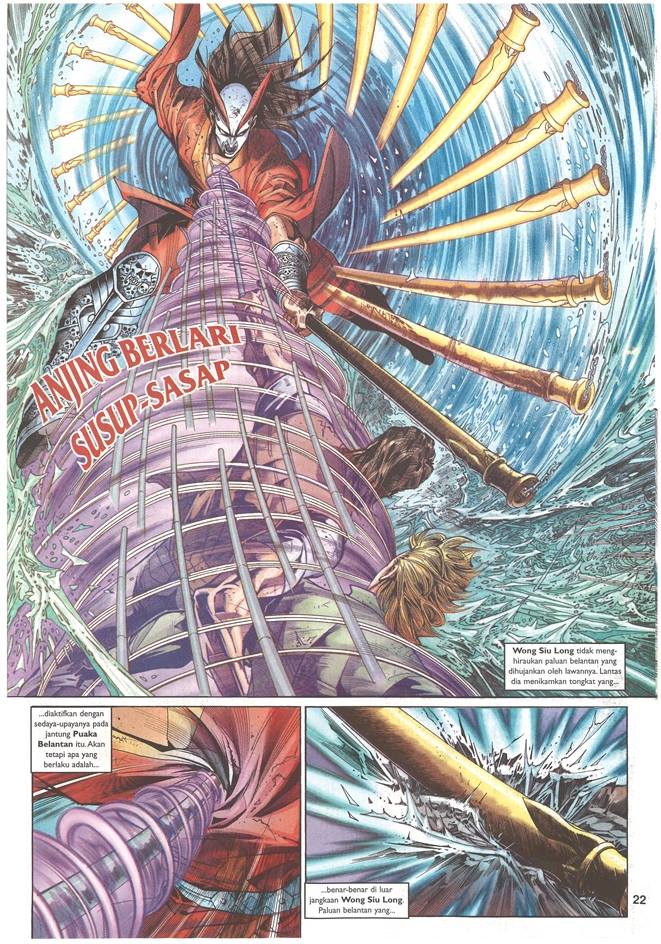 ANJING BERLARI
SUSUP-SASAP
Wong Siu Long tidak meng-
hiraukan paluan belantan yang
dihujankan oleh lawannya. Lantas
dia menikamkan tongkat yang...
...diaktifkan dengan
sedaya-upayanya pada
jantung Puaka
Belantan itu. Akan
tetapi apa yang
berlaku adalah...
...benar-benar di luar
jangkaan Wong Siu Long.
Paluan belantan yang...
22